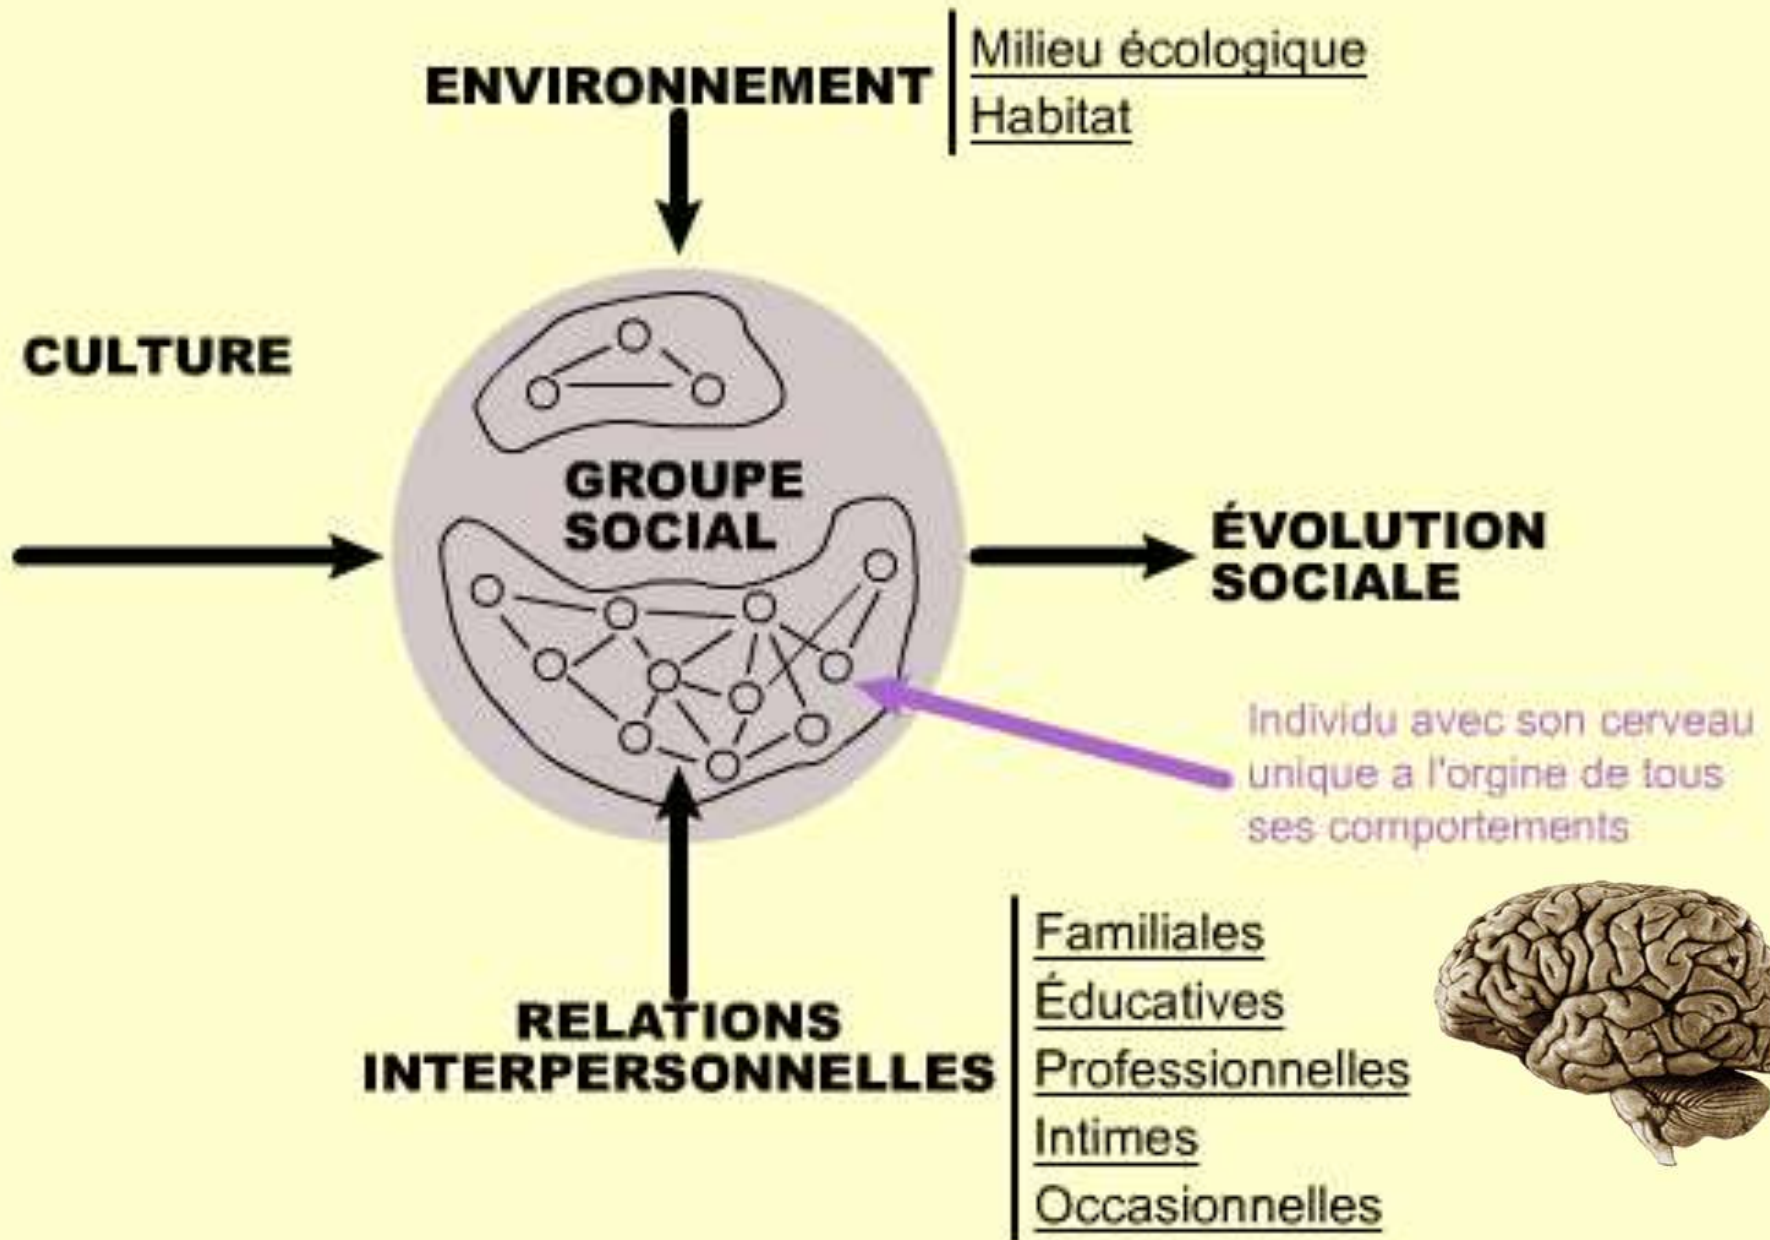 ENVIRONNEMENT
Milieu écologique
Habitat
CULTURE
GROUPE
SOCIAL
ÉVOLUTION
SOCIALE
Individu avec son cerveau
unique a l'orgine de tous
ses comportements
RELATIONS
INTERPERSONNELLES
Familiales
Éducatives
Professionnelles
Intimes
Occasionnelles